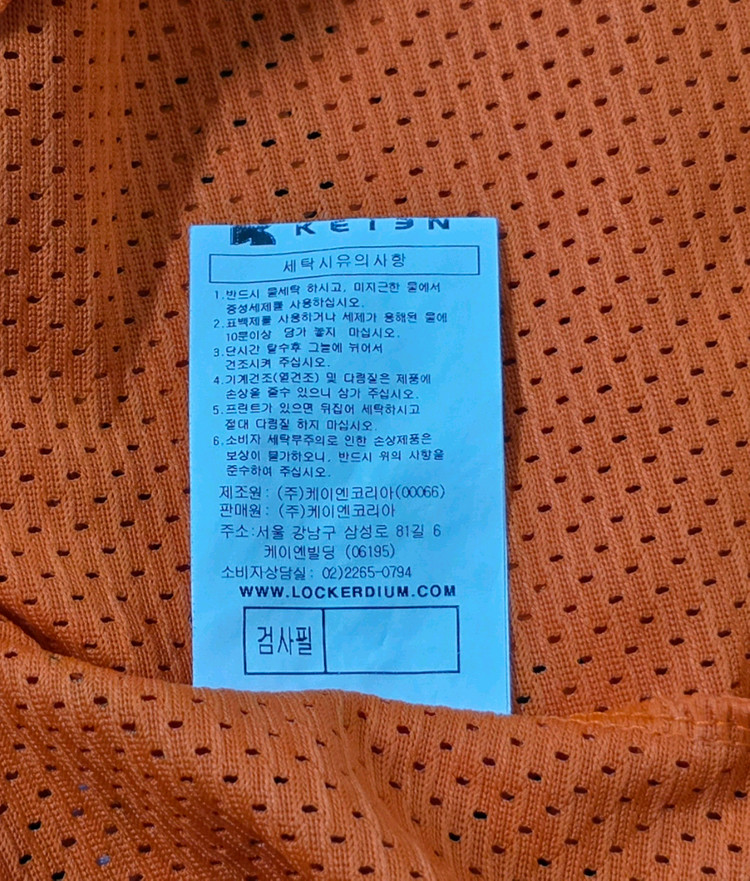 KEI3N
세탁시유의사항
1.반드시 물세탁 하시고, 미지근한 물에서
중성세제를 사용하십시오.
2.표백제를 사용하거나 세제가 용해된 물에
10분이상 담가 놓지 마십시오.
3.단시간 탈수후 그늘에 뉘어서
건조시켜 주십시오.
4.기계건조(열건조) 및 다림질은 제품에
손상을 줄수 있으니 삼가 주십시오.
5.프린트가 있으면 뒤집어 세탁하시고
절대 다림질 하지 마십시오.
6.소비자 세탁부주의로 인한 손상제품은
보상이 불가하오니, 반드시 위의 사항을
준수하여 주십시오.
제조원: (주)케이엔코리아(00066)
판매원: (주)케이엔코리아
주소:서울 강남구 삼성로 81길 6
케이엔빌딩 (06195)
소비자상담실: 02)2265-0794
WWW.LOCKERDIUM.COM
검사필